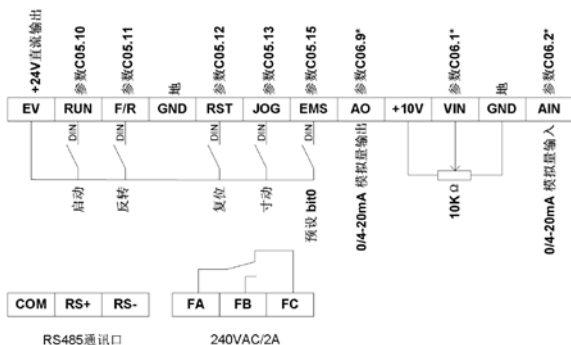 +24V直流输出
参数C05.10
参数C05.11
地
参数C05.12
参数C05.13
参数C05.15
参数C06.9*
参数C06.1*
地
参数C06.2*
EV RUN F/R GND RST JOG EMS AO +10V VIN GND AIN
DIN DIN DIN DIN DIN
启动
反转
复位
寸动
预设 bit0
0/4-20mA 模拟量输出
10K Ω
0/4-20mA 模拟量输入
COM RS+ RS-
FA FB FC
RS485通讯口
240VAC/2A